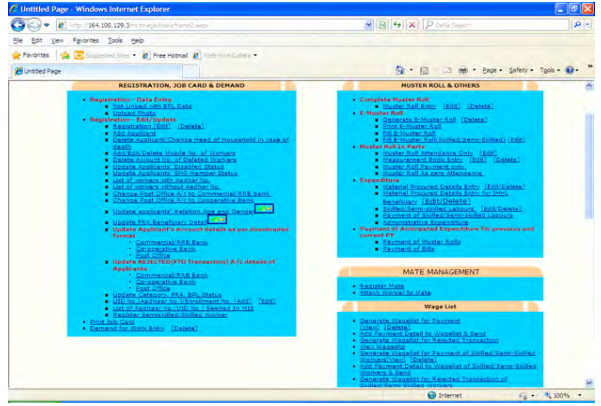 Untitled Page - Windows Internet Explorer
http://164.100.129.3
File Edit View Favorites Tools Help
Favorites Suggested Sites Free Hotmail
Untitled Page
Page Safety Tools
REGISTRATION, JOB CARD & DEMAND
Registration - Data Entry
Not Linked with BPL Data
Upload Photo
Registration - Edit/Update
Registration [Edit] [Delete]
Add Applicant
Delete Applicant/Change Head of Household in case of
death
Add/Edit/Delete Mobile No. of Workers
Delete Account No. of Deleted Workers
Update Applicants' Disabled Status
Update Applicants' SHG Member Status
List of workers with Aadhar No.
List of workers without Aadhar No.
Change Post Office A/c to Commercial/RRB bank
Change Post Office A/c to Cooperative Bank
Update applicants' Relation, Age and Gender
Update FRA Beneficiary Dates
Update Applicant's Account details as per downloaded
format
Commercial/RRB Bank
Co-operative Bank
Post Office
Update REJECTED(FTO Transaction) A/c details of
Applicants
Commercial/RRB Bank
Co-operative Bank
Post Office
Update Category, FRA, BPL Status
UID No.(Aadhaar No.)/Enrollment No. [Add] [Edit]
List of Aadhaar No./(UID No.) Seeded In MIS
Register Semiskilled/Skilled Worker
Print Job Card
Demand for Work Entry [Delete]
MUSTER ROLL & OTHERS
Complete Muster Roll
Muster Roll Entry [Edit] [Delete]
E-Muster Roll
Generate E-Muster Roll [Delete]
Print E-Muster Roll
Fill E-Muster Roll
Fill E-Muster Roll(Skilled/Semi-Skilled) [Edit]
Muster Roll in Parts
Muster Roll Attendance Only [Edit]
Measurement Book Entry [Edit]
Muster Roll Payment only
Muster Roll As zero Attendance
Expenditure
Material Procured Details Entry [Edit/Delete]
Material Procured Details Entry for
Beneficiary [Edit/Delete]
Skilled/Semi-skilled Labours [Edit/Delete]
Payment of Skilled/Semi-skilled Labours
Administrative Expenditure
Payment of Anticipated Expenditure for previous and
current FY
Payment of Muster Rolls
Payment of Bills
MATE MANAGEMENT
Register Mate
Attach Worker to Mate
Wage List
Generate Wagelist for Payment
[View] [Delete]
Add Payment Detail to Wagelist & Send
Generate Wagelist for Rejected Transaction
View Wagelist
Generate Wagelist for Payment of Skilled/Semi-Skilled
Workers[View] [Delete]
Add Payment Detail to Wagelist of Skilled/Semi-Skilled
Workers & Send
Generate Wagelist for Rejected Transaction of
Skilled/Semi-Skilled Workers
Internet 100%